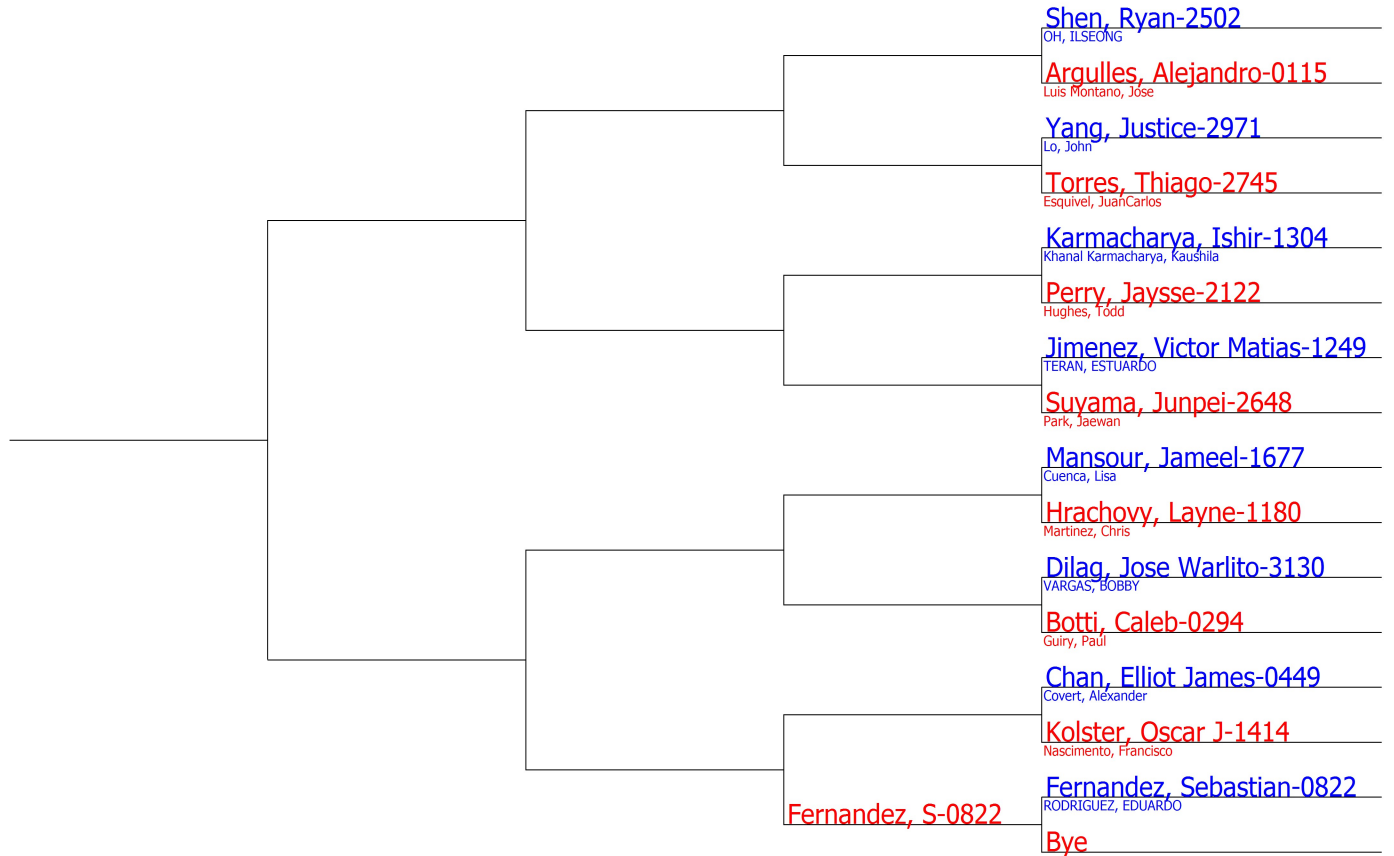 Shen, Ryan-2502
OH, ILSEONG
Argulles, Alejandro-0115
Luis Montano, Jose
Yang, Justice-2971
Lo, John
Torres, Thiago-2745
Esquivel, JuanCarlos
Karmacharya, Ishir-1304
Khanal Karmacharya, Kaushila
Perry, Jaysse-2122
Hughes, Todd
Jimenez, Victor Matias-1249
TERAN, ESTUARDO
Suyama, Junpei-2648
Park, Jaewan
Mansour, Jameel-1677
Cuenca, Lisa
Hrachovy, Layne-1180
Martinez, Chris
Dilag, Jose Warlito-3130
VARGAS, BOBBY
Botti, Caleb-0294
Guiry, Paul
Chan, Elliot James-0449
Covert, Alexander
Kolster, Oscar J-1414
Nascimento, Francisco
Fernandez, Sebastian-0822
RODRIGUEZ, EDUARDO
Fernandez, S-0822
Bye